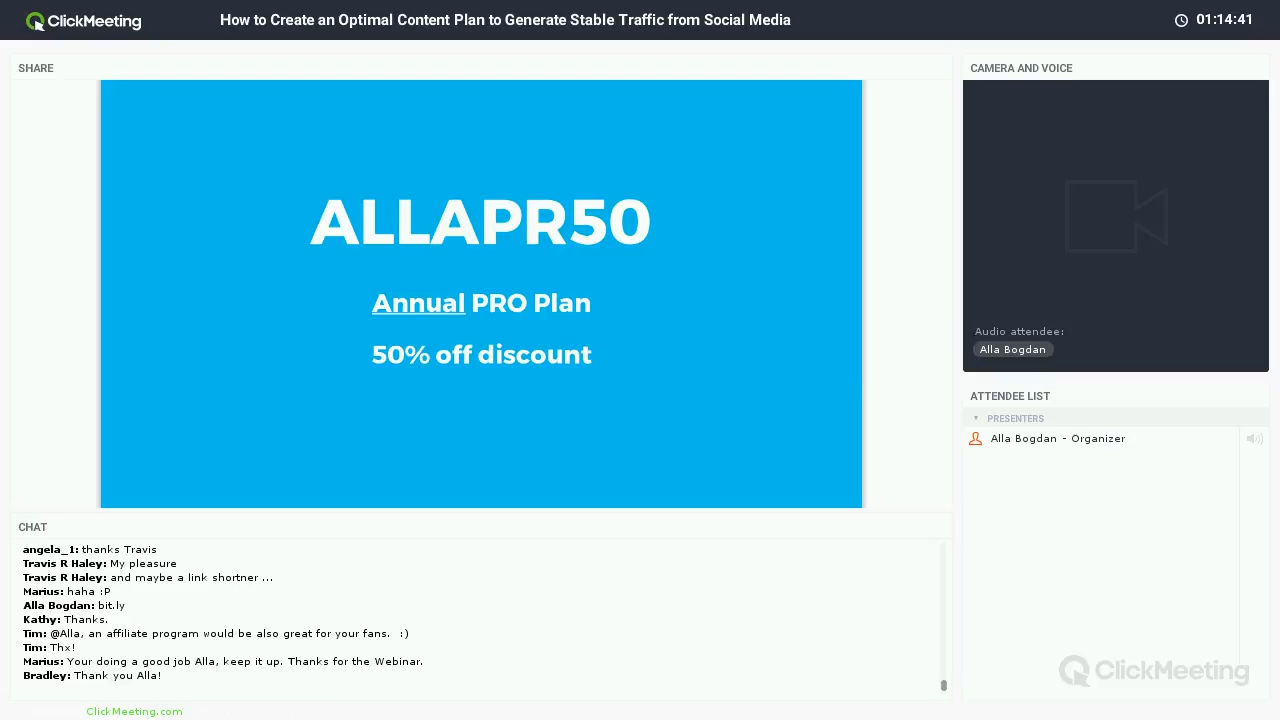 ClickMeeting
How to Create an Optimal Content Plan to Generate Stable Traffic from Social Media
01:14:41
SHARE
ALLAPR50
Annual PRO Plan
50% off discount
CAMERA AND VOICE
Audio attendee:
Alla Bogdan
ATTENDEE LIST
PRESENTERS
Alla Bogdan - Organizer
CHAT
angela_1: thanks Travis
Travis R Haley: My pleasure
Travis R Haley: and maybe a link shortner ...
Marius: haha :P
Alla Bogdan: bit.ly
Kathy: Thanks.
Tim: @Alla, an affiliate program would be also great for your fans.  :)
Tim: Thx!
Marius: Your doing a good job Alla, keep it up. Thanks for the Webinar.
Bradley: Thank you Alla!
ClickMeeting
ClickMeeting.com